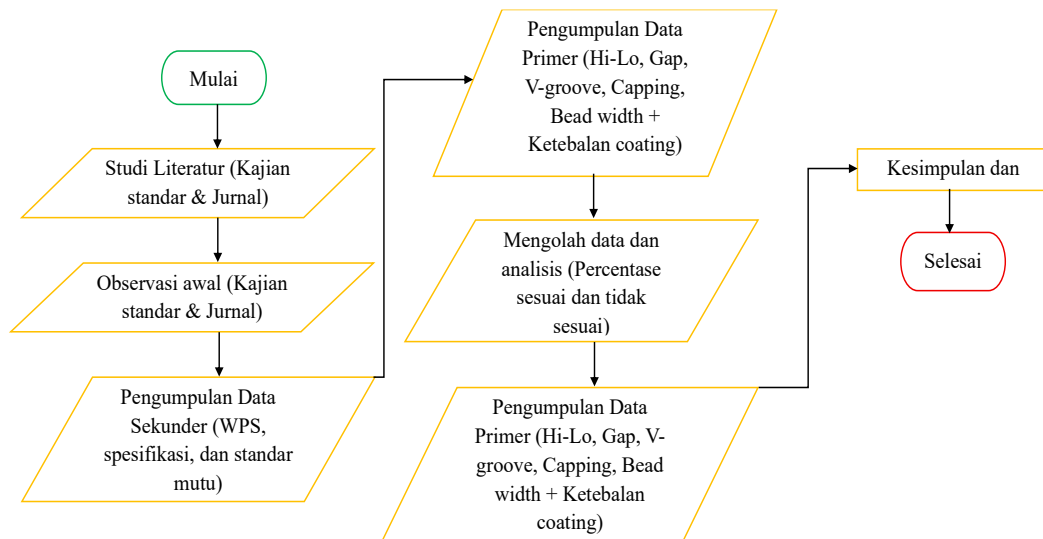 Mulai
Studi Literatur (Kajian
standar & Jurnal)
Observasi awal (Kajian
standar & Jurnal)
Pengumpulan Data
Sekunder (WPS,
spesifikasi, dan standar
mutu)
Pengumpulan Data
Primer (Hi-Lo, Gap,
V-groove, Capping,
Bead width +
Ketebalan coating)
Mengolah data dan
analisis (Percentase
sesuai dan tidak
sesuai)
Pengumpulan Data
Primer (Hi-Lo, Gap, V-
groove, Capping, Bead
width + Ketebalan
coating)
Kesimpulan dan
Selesai